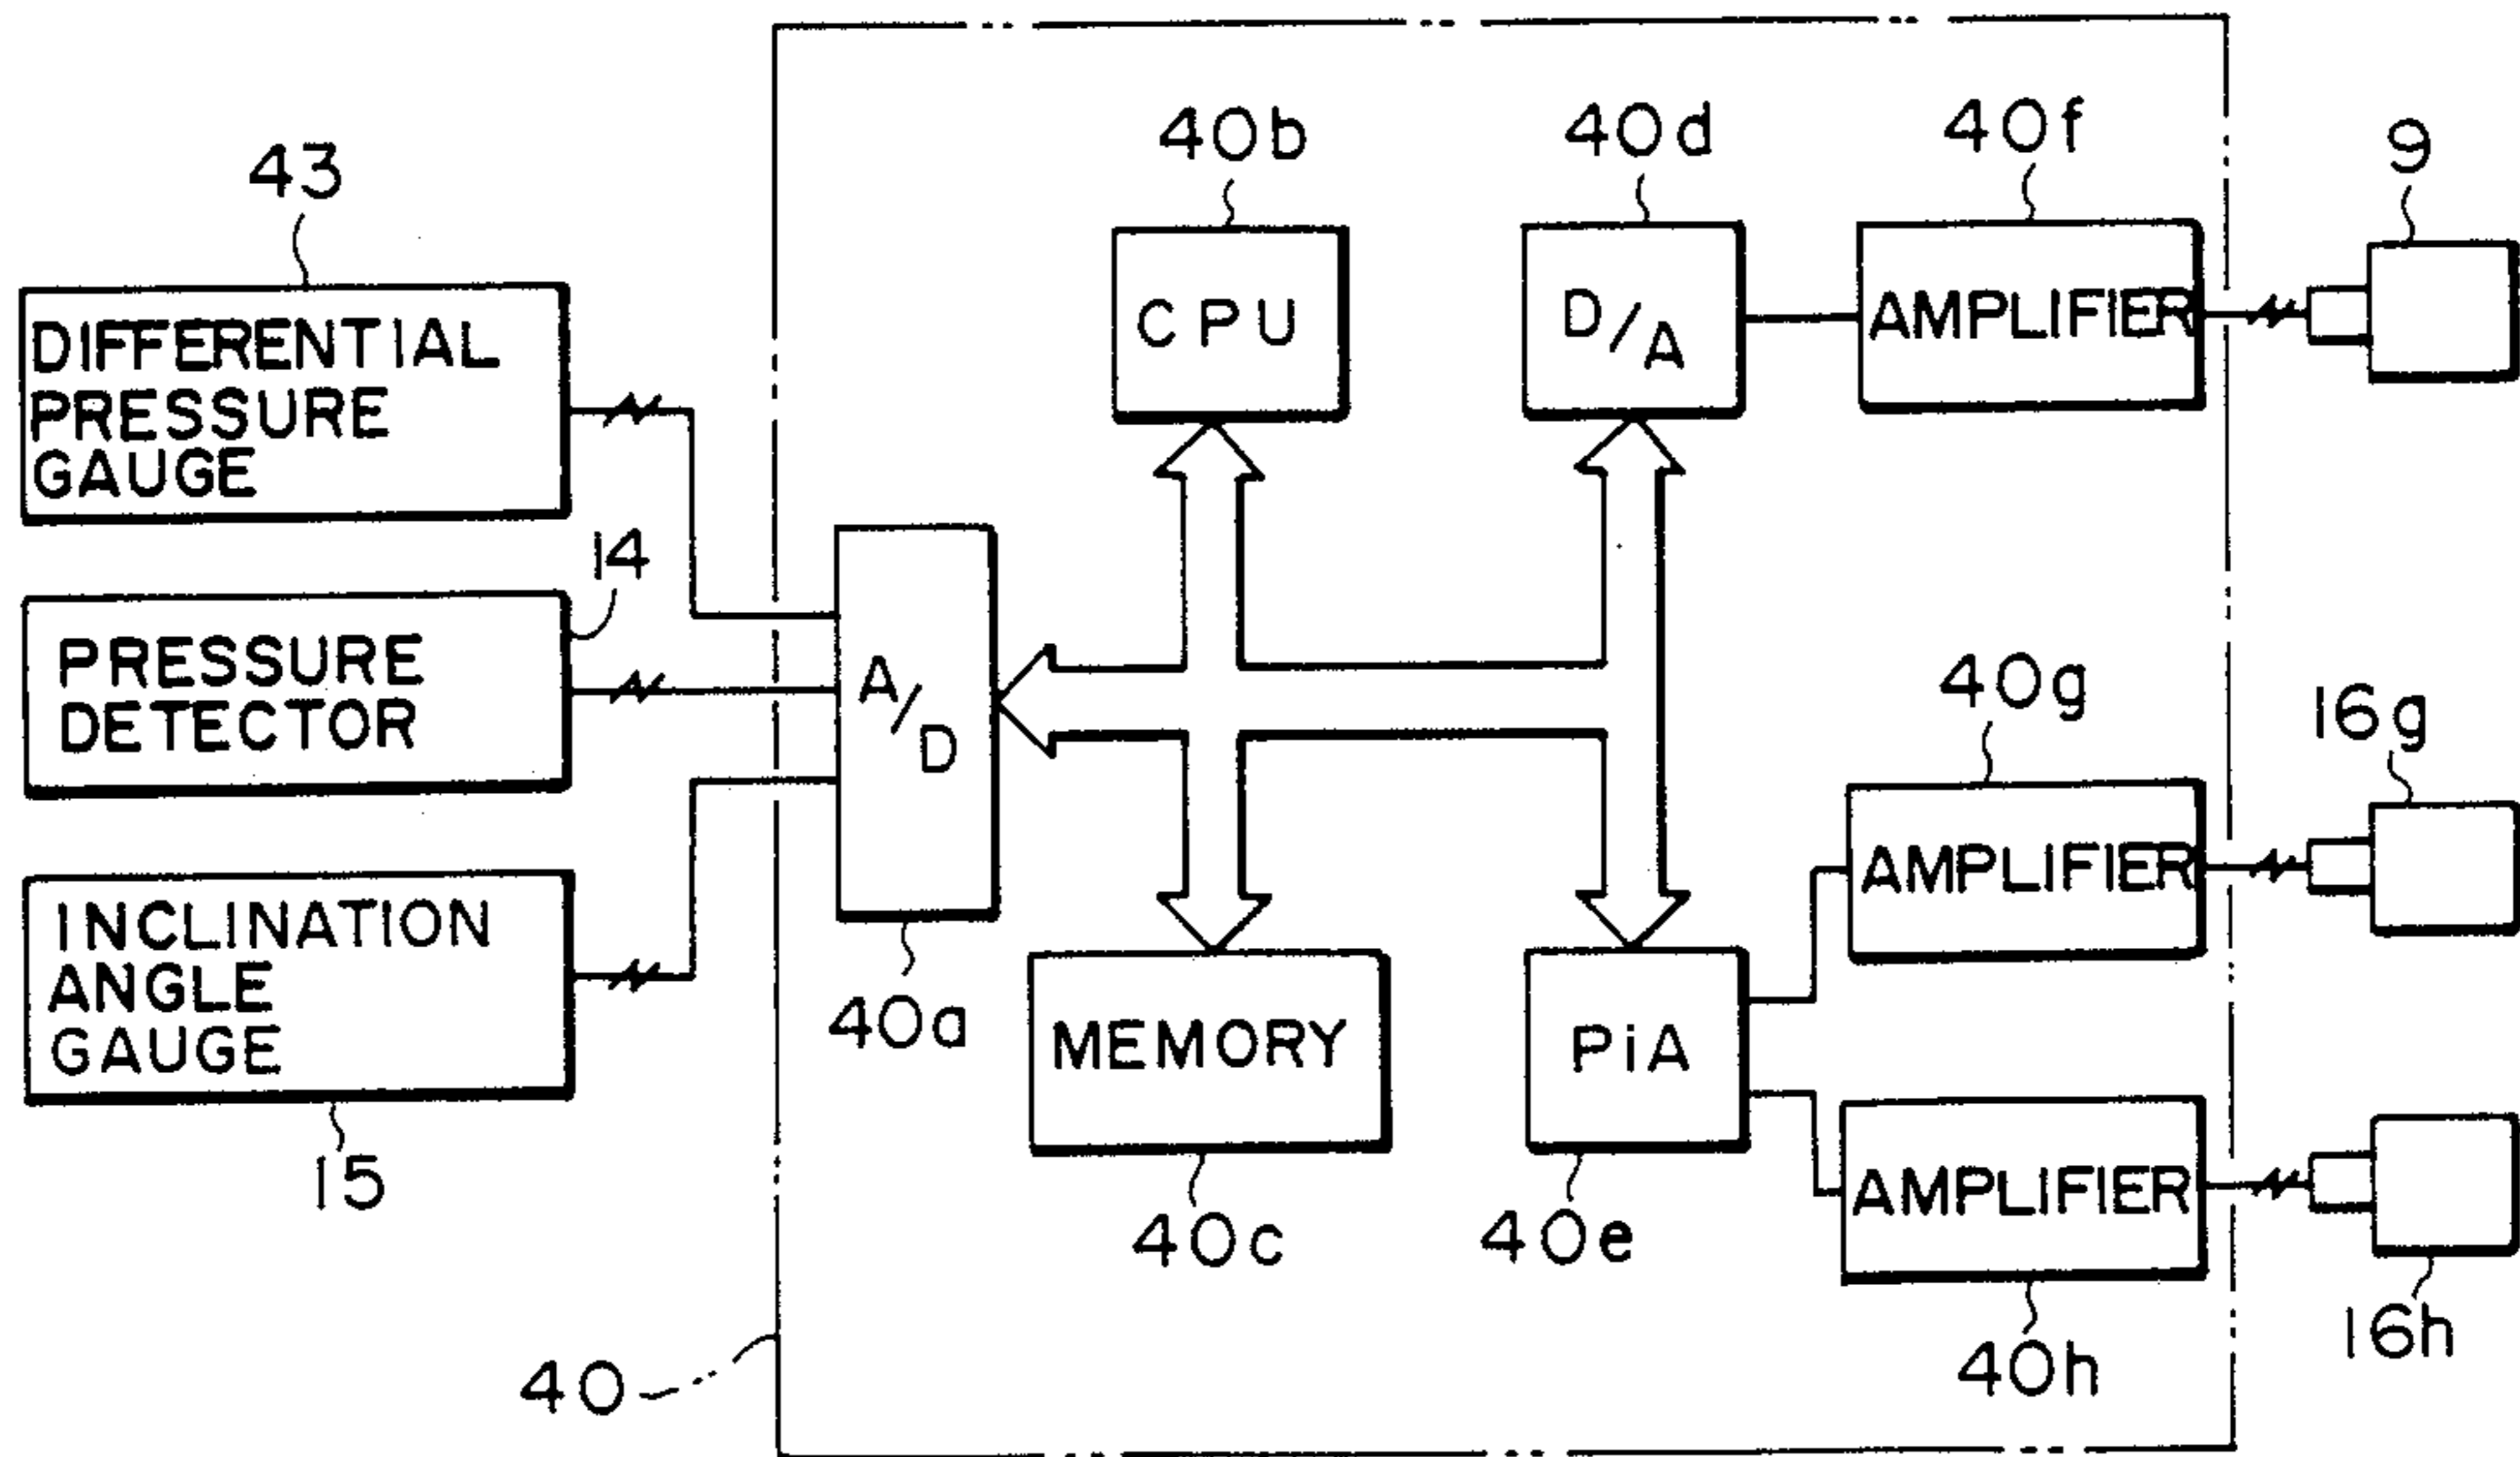 43
DIFFERENTIAL
PRESSURE
GAUGE
14
PRESSURE
DETECTOR
INCLINATION
ANGLE
GAUGE
15
40
A/D
40a
40b
CPU
MEMORY
40c
40d
D/A
PiA
40e
40f
AMPLIFIER
40g
AMPLIFIER
AMPLIFIER
40h
9
16g
16h